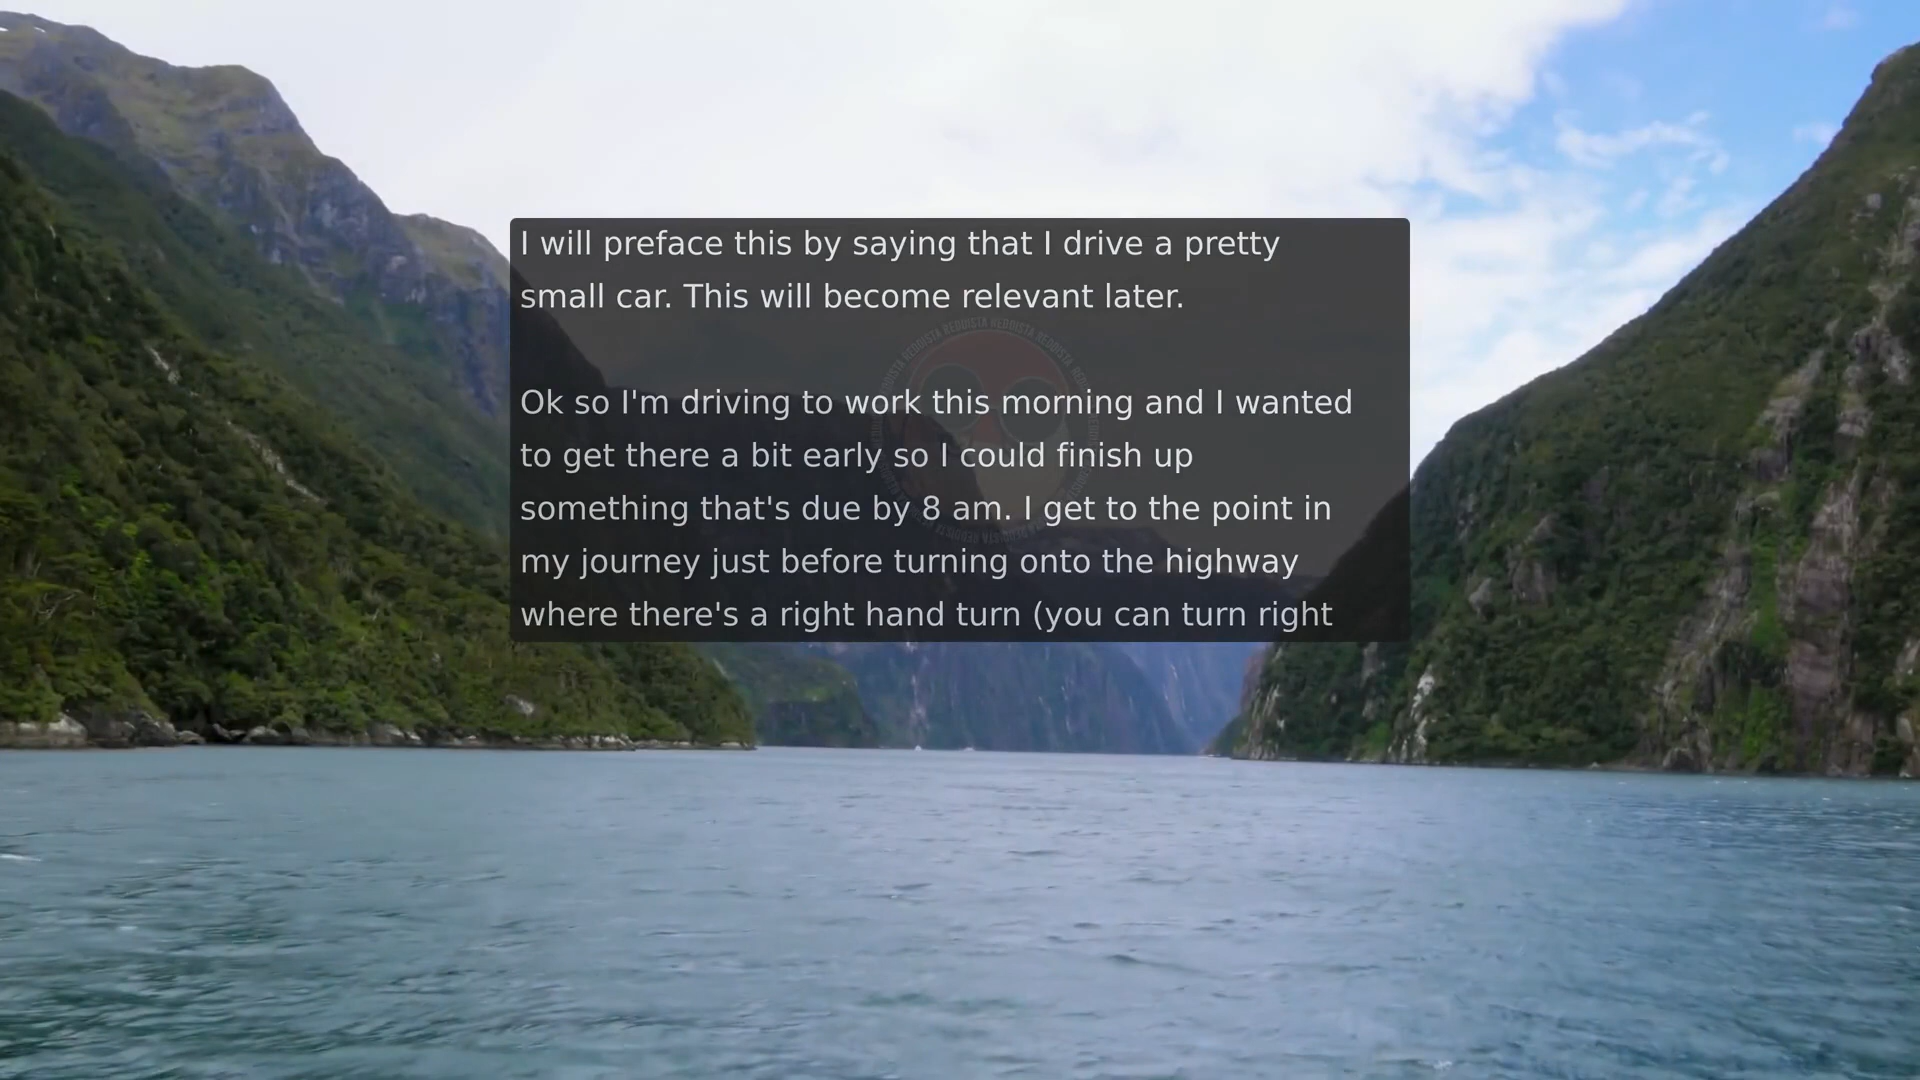 I will preface this by saying that I drive a pretty
small car. This will become relevant later.
Ok so I'm driving to work this morning and I wanted
to get there a bit early so I could finish up
something that's due by 8 am. I get to the point in
my journey just before turning onto the highway
where there's a right hand turn (you can turn right
REDDISTA REDDISTA REDDISTA